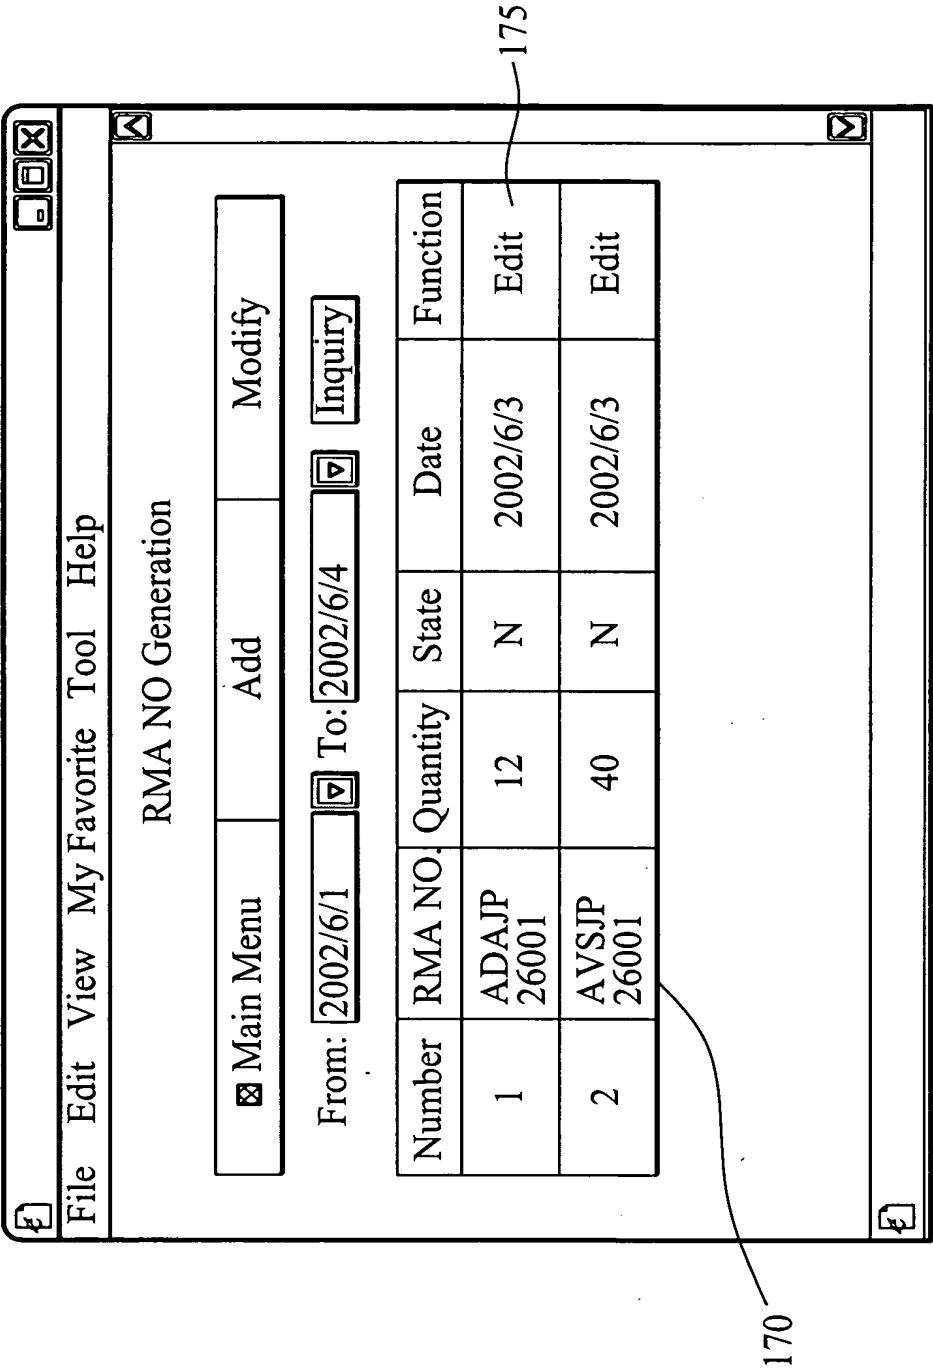 File Edit View My Favorite Tool Help
RMA NO Generation
Main Menu Add Modify
From: 2002/6/1 To: 2002/6/4 Inquiry
Number RMA NO. Quantity State Date Function
1 ADAJP 26001 12 N 2002/6/3 Edit
2 AVSJP 26001 40 N 2002/6/3 Edit
170
175